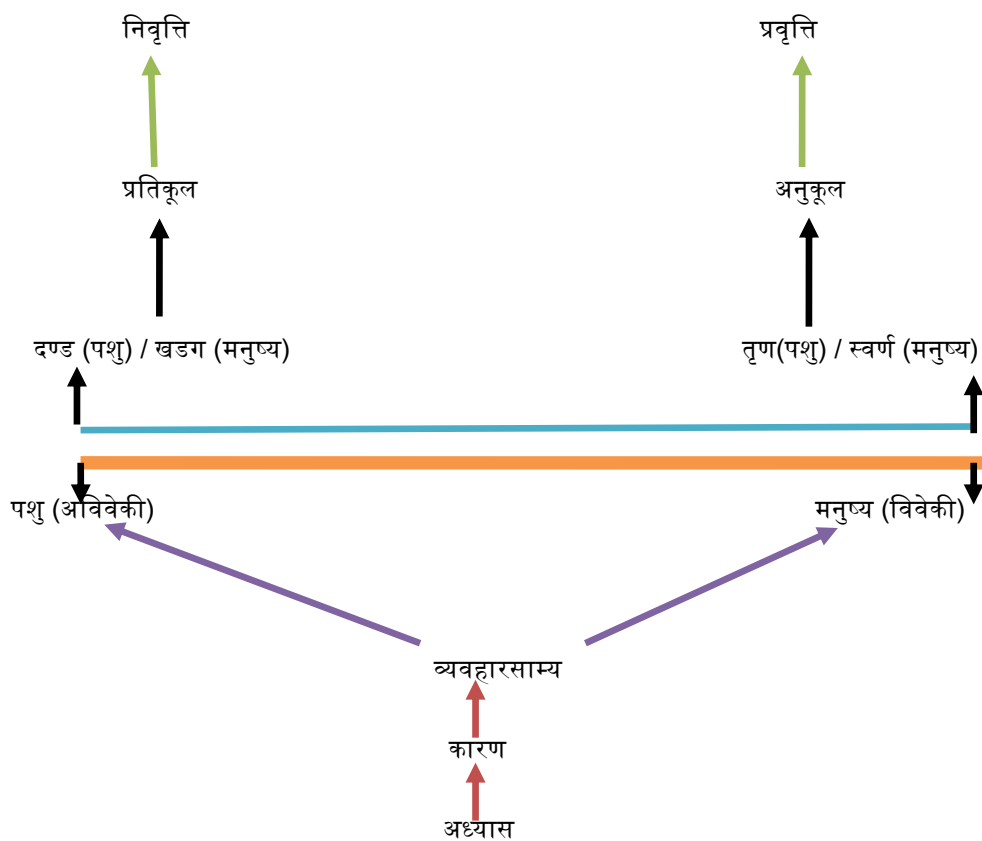 निवृत्ति
प्रवृत्ति
प्रतिकूल
अनुकूल
दण्ड (पशु) / खडग (मनुष्य)
तृण(पशु) / स्वर्ण (मनुष्य)
पशु (अविवेकी)
मनुष्य (विवेकी)
व्यवहारसाम्य
कारण
अध्यास